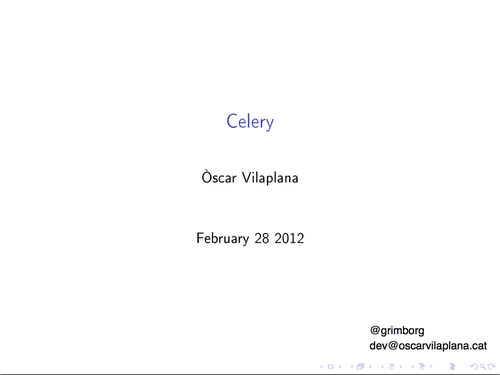 Celery
Òscar Vilaplana
February 28 2012
@grimborg
dev@oscarvilaplana.cat